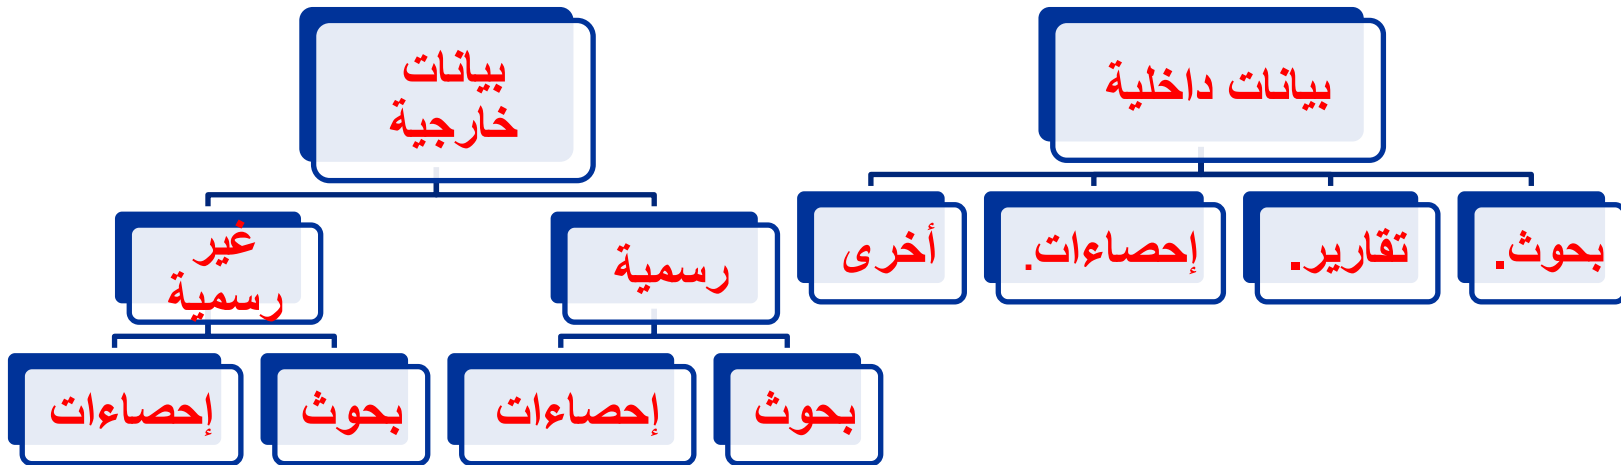 بيانات داخلية
بحوث.
تقارير.
إحصاءات.
أخرى
بيانات
خارجية
رسمية
بحوث
إحصاءات
غير
رسمية
بحوث
إحصاءات